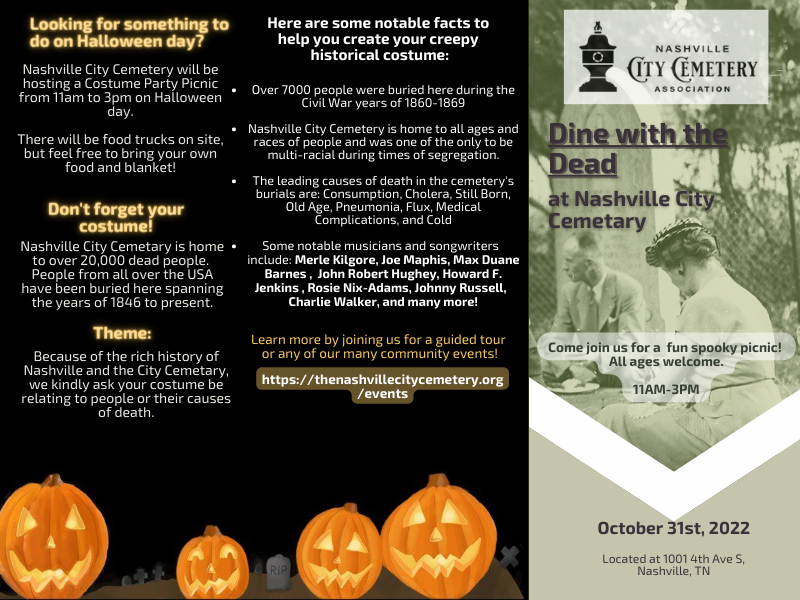 Looking for something to
do on Halloween day?
Nashville City Cemetery will be
hosting a Costume Party Picnic
from 11am to 3pm on Halloween
day.
There will be food trucks on site,
but feel free to bring your own
food and blanket!
Don't forget your
costume!
Nashville City Cemetary is home
to over 20,000 dead people.
People from all over the USA
have been buried here spanning
the years of 1846 to present.
Theme:
Because of the rich history of
Nashville and the City Cemetary,
we kindly ask your costume be
relating to people or their causes
of death.
Here are some notable facts to
help you create your creepy
historical costume:
• Over 7000 people were buried here during the
Civil War years of 1860-1869
• Nashville City Cemetery is home to all ages and
races of people and was one of the only to be
multi-racial during times of segregation.
• The leading causes of death in the cemetery's
burials are: Consumption, Cholera, Still Born,
Old Age, Pneumonia, Flux, Medical
Complications, and Cold
• Some notable musicians and songwriters
include: Merle Kilgore, Joe Maphis, Max Duane
Barnes , John Robert Hughey, Howard F.
Jenkins , Rosie Nix-Adams, Johnny Russell,
Charlie Walker, and many more!
Learn more by joining us for a guided tour
or any of our many community events!
https://thenashvillecitycemetery.org
/events
RIP
NASHVILLE
CITY CEMETERY
ASSOCIATION
Dine with the
Dead
at Nashville City
Cemetary
Come join us for a fun spooky picnic!
All ages welcome.
11AM-3PM
October 31st, 2022
Located at 1001 4th Ave S,
Nashville, TN